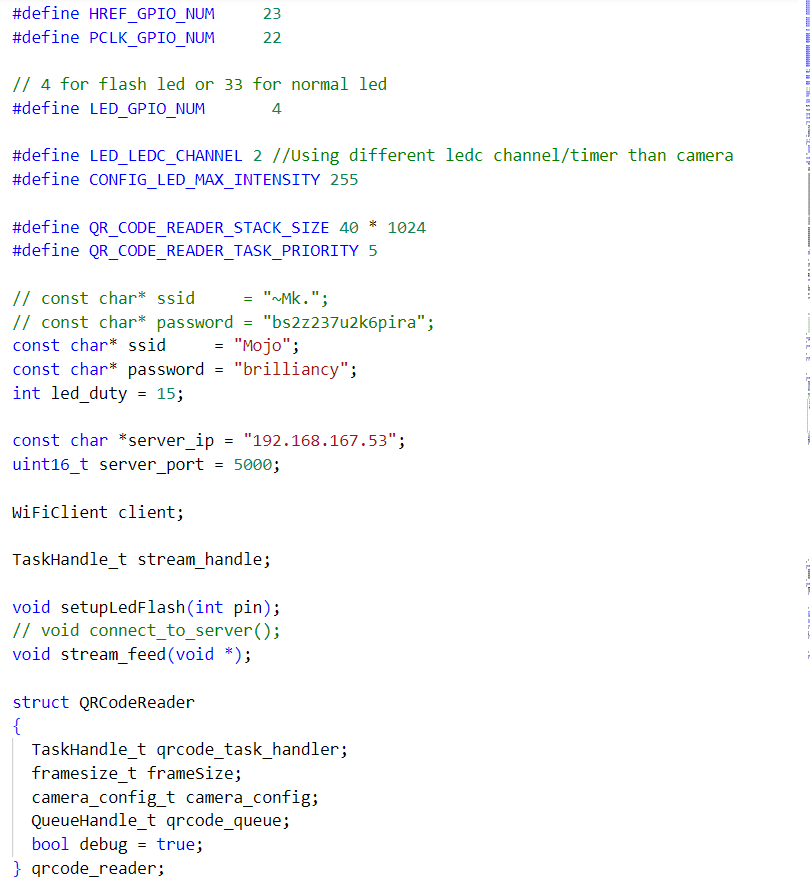 #define HREF_GPIO_NUM     23
#define PCLK_GPIO_NUM     22
// 4 for flash led or 33 for normal led
#define LED_GPIO_NUM       4
#define LED_LEDC_CHANNEL 2 //Using different ledc channel/timer than camera
#define CONFIG_LED_MAX_INTENSITY 255
#define QR_CODE_READER_STACK_SIZE 40 * 1024
#define QR_CODE_READER_TASK_PRIORITY 5
// const char* ssid     = "~Mk.";
// const char* password = "bs2z237u2k6pira";
const char* ssid     = "Mojo";
const char* password = "brilliancy";
int led_duty = 15;
const char *server_ip = "192.168.167.53";
uint16_t server_port = 5000;
WiFiClient client;
TaskHandle_t stream_handle;
void setupLedFlash(int pin);
// void connect_to_server();
void stream_feed(void *);
struct QRCodeReader
{
  TaskHandle_t qrcode_task_handler;
  framesize_t frameSize;
  camera_config_t camera_config;
  QueueHandle_t qrcode_queue;
  bool debug = true;
} qrcode_reader;